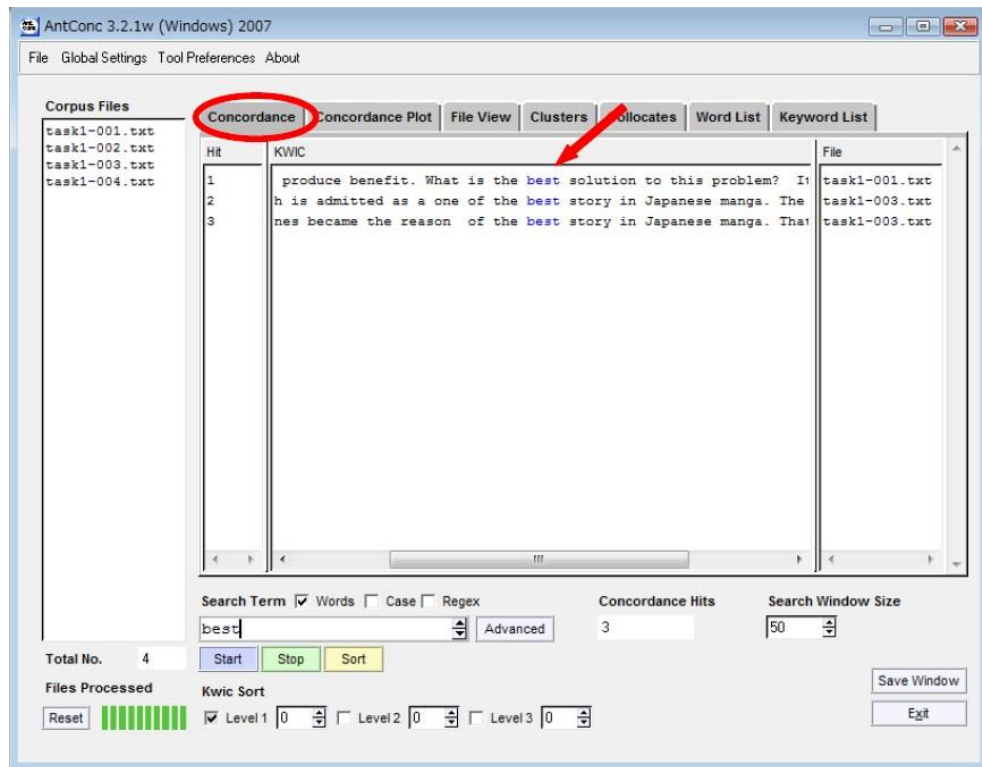 AntConc 3.2.1w (Windows) 2007
File Global Settings Tool Preferences About
Corpus Files
task1-001.txt
task1-002.txt
task1-003.txt
task1-004.txt
Concordance Concordance Plot File View Clusters Collocates Word List Keyword List
Hit KWIC File
1 produce benefit. What is the best solution to this problem? It task1-001.txt
2 h is admitted as a one of the best story in Japanese manga. The task1-003.txt
3 nes became the reason of the best story in Japanese manga. That task1-003.txt
Search Term Words Case Regex Concordance Hits Search Window Size
best Advanced 3 50
Total No. 4 Start Stop Sort
Files Processed Kwic Sort Save Window
Reset Level 1 0 Level 2 0 Level 3 0 Exit